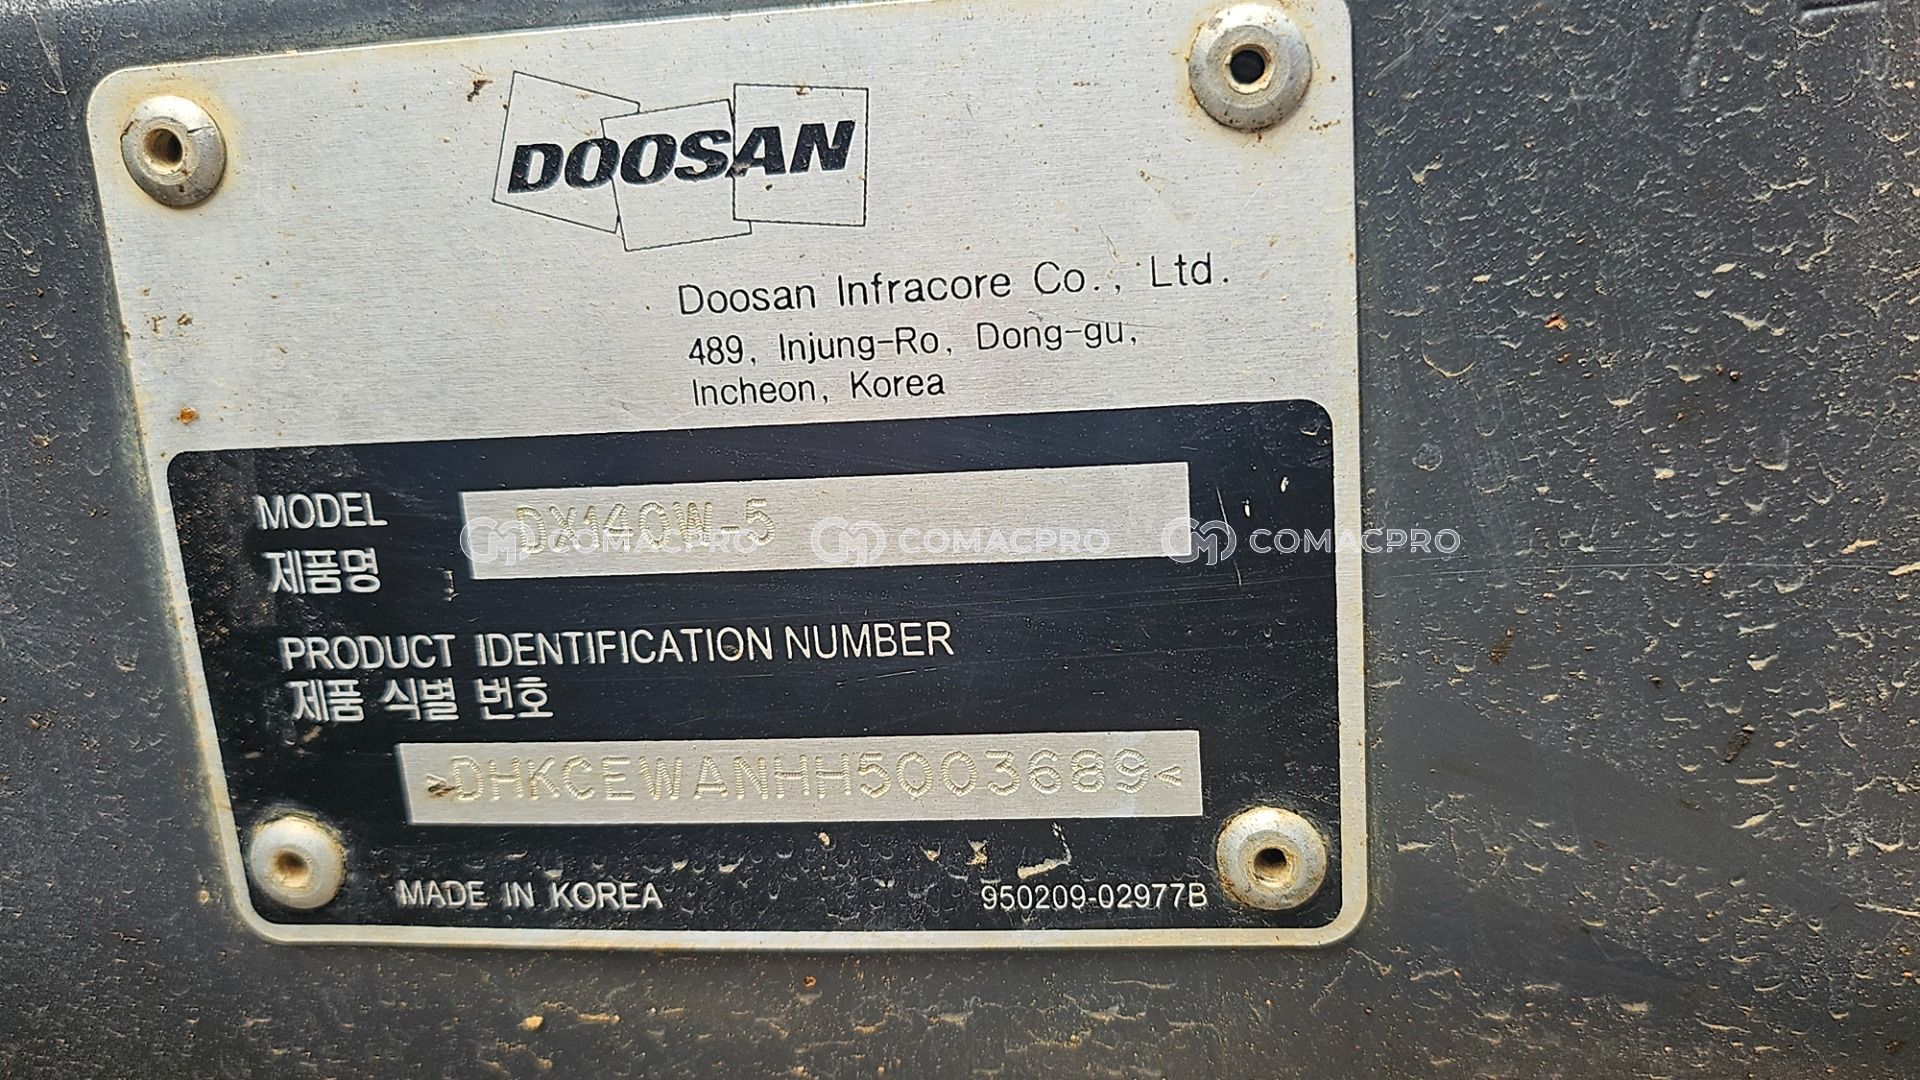 DOOSAN
Doosan Infracore Co., Ltd.
489, Injung-Ro, Dong-gu,
Incheon, Korea
MODEL DX140W-5
제품명
COMACPRO COMACPRO COMACPRO
PRODUCT IDENTIFICATION NUMBER
제품 식별 번호
>DHKCEWANHH5003689<
MADE IN KOREA 950209-02977B